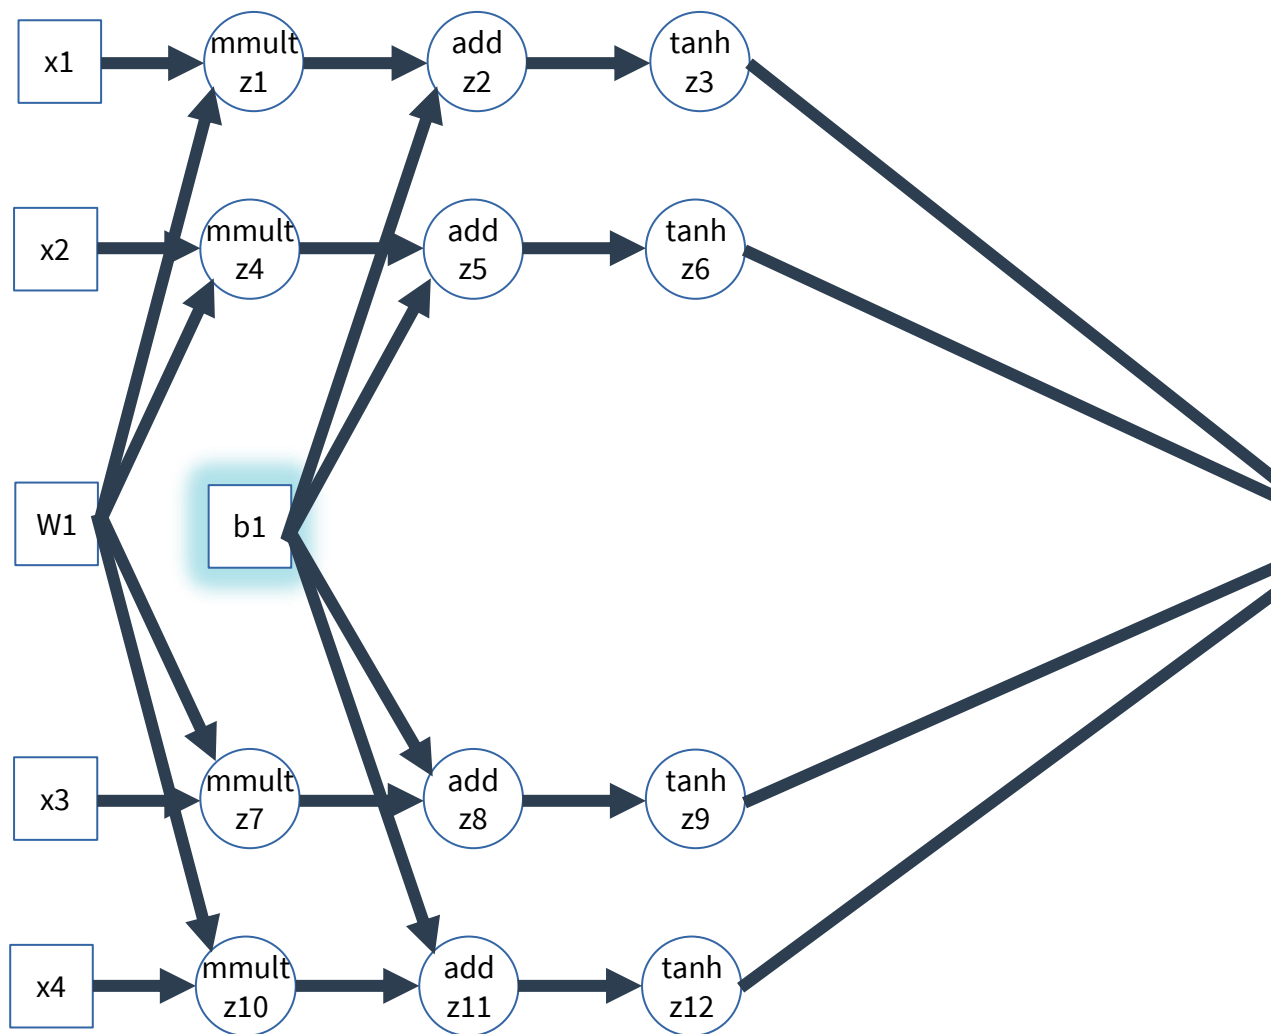 x1
mmult
z1
add
z2
tanh
z3
x2
mmult
z4
add
z5
tanh
z6
W1
b1
x3
mmult
z7
add
z8
tanh
z9
x4
mmult
z10
add
z11
tanh
z12